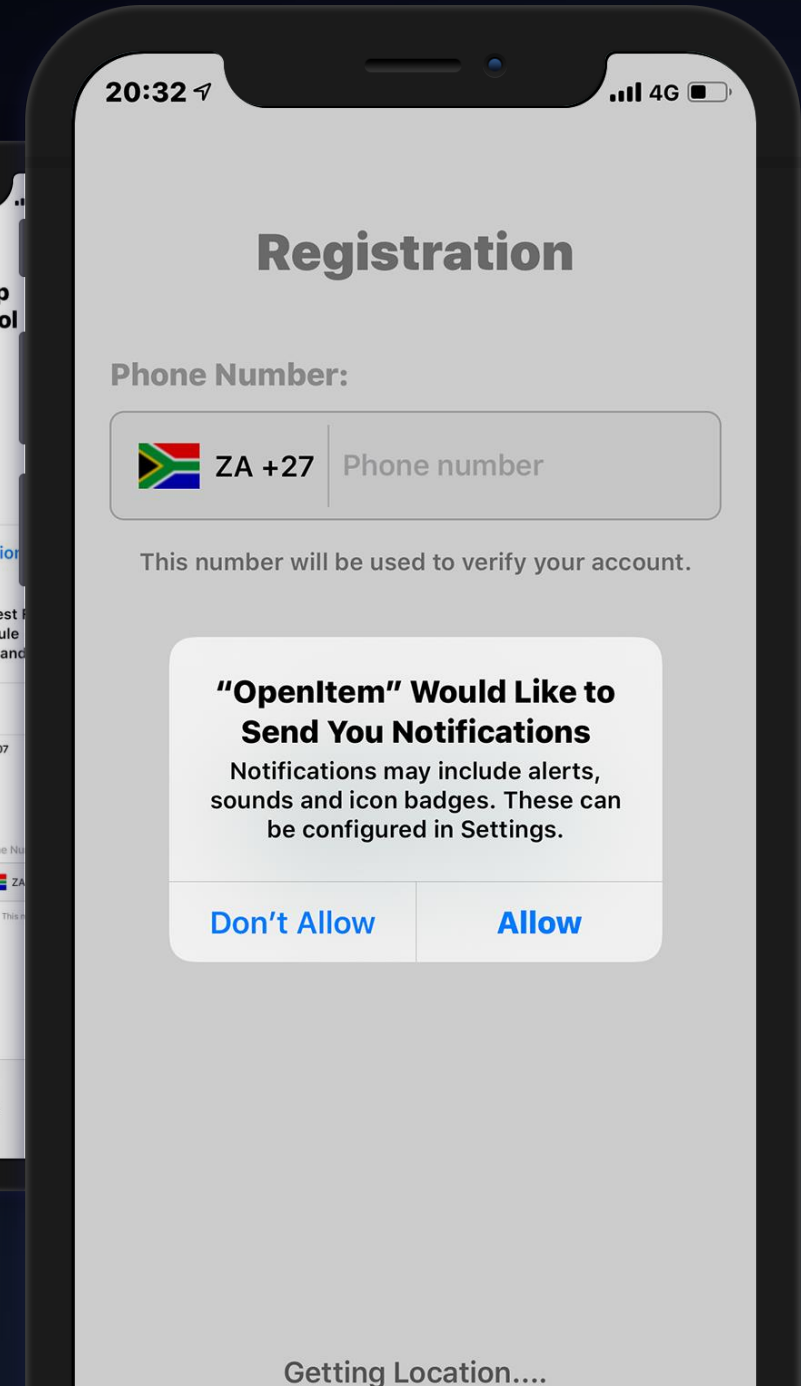 20:32
4G
Registration
Phone Number:
ZA +27
Phone number
This number will be used to verify your account.
“OpenItem” Would Like to
Send You Notifications
Notifications may include alerts,
sounds and icon badges. These can
be configured in Settings.
Don’t Allow
Allow
Getting Location....
ZA
and